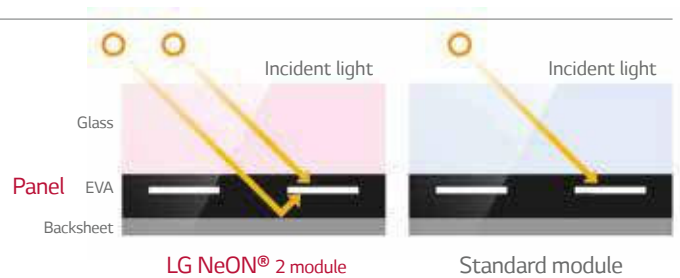 Incident light Incident light
Glass
Panel EVA
Backsheet
LG NeON® 2 module Standard module